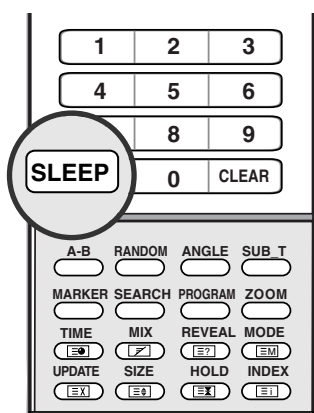 1 2 3
4 5 6
8 9
SLEEP 0 CLEAR
A-B RANDOM ANGLE SUB_T
MARKER SEARCH PROGRAM ZOOM
TIME MIX REVEAL MODE
? M
UPDATE SIZE HOLD INDEX
X i